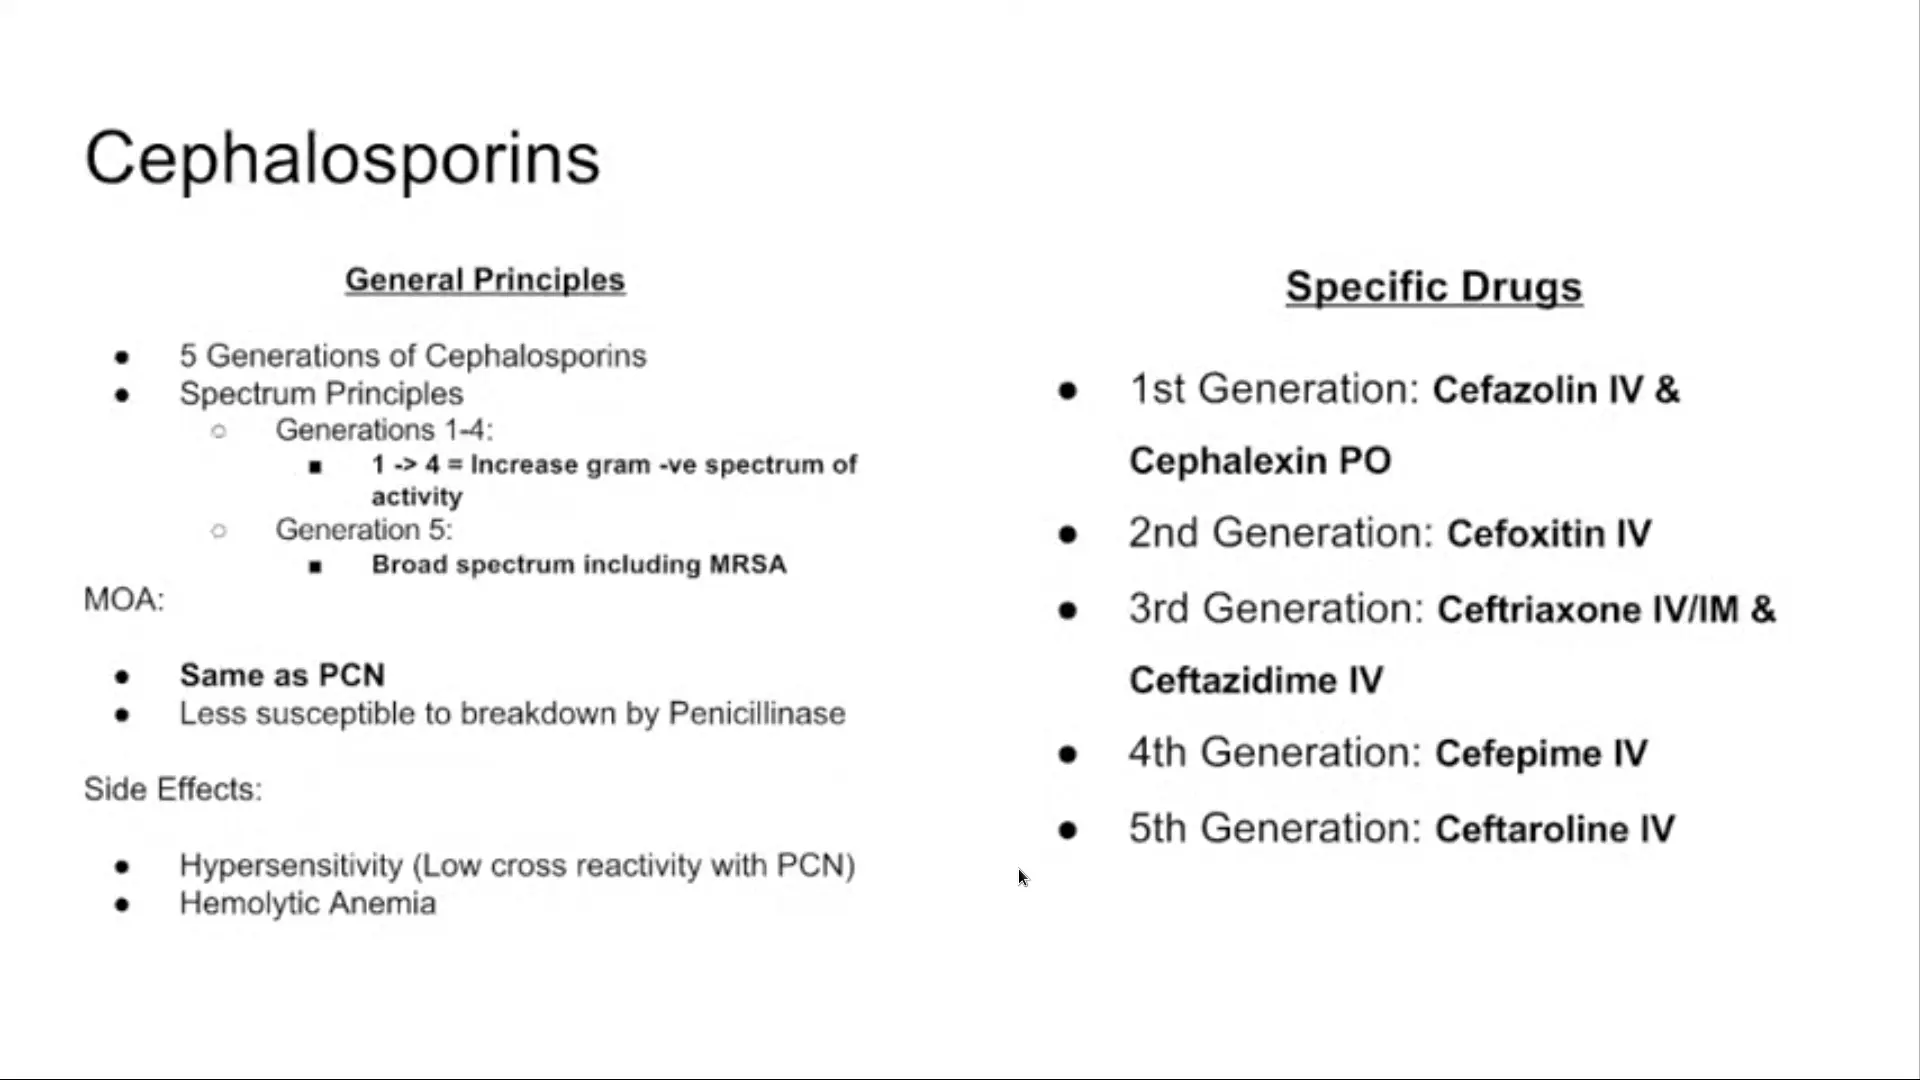 Cephalosporins
General Principles
● 5 Generations of Cephalosporins
● Spectrum Principles
○ Generations 1-4:
■ 1 -> 4 = Increase gram -ve spectrum of
activity
○ Generation 5:
■ Broad spectrum including MRSA
MOA:
● Same as PCN
● Less susceptible to breakdown by Penicillinase
Side Effects:
● Hypersensitivity (Low cross reactivity with PCN)
● Hemolytic Anemia
Specific Drugs
● 1st Generation: Cefazolin IV &
Cephalexin PO
● 2nd Generation: Cefoxitin IV
● 3rd Generation: Ceftriaxone IV/IM &
Ceftazidime IV
● 4th Generation: Cefepime IV
● 5th Generation: Ceftaroline IV